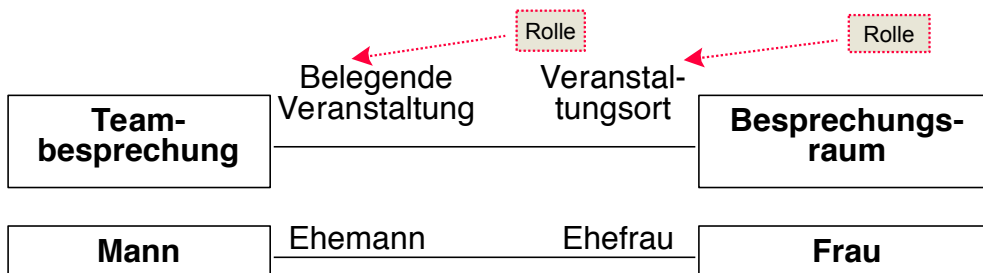 Rolle
Rolle
Belegende
Veranstaltung
Veranstal-
tungsort
Team-
besprechung
Besprechungs-
raum
Mann
Ehemann
Ehefrau
Frau